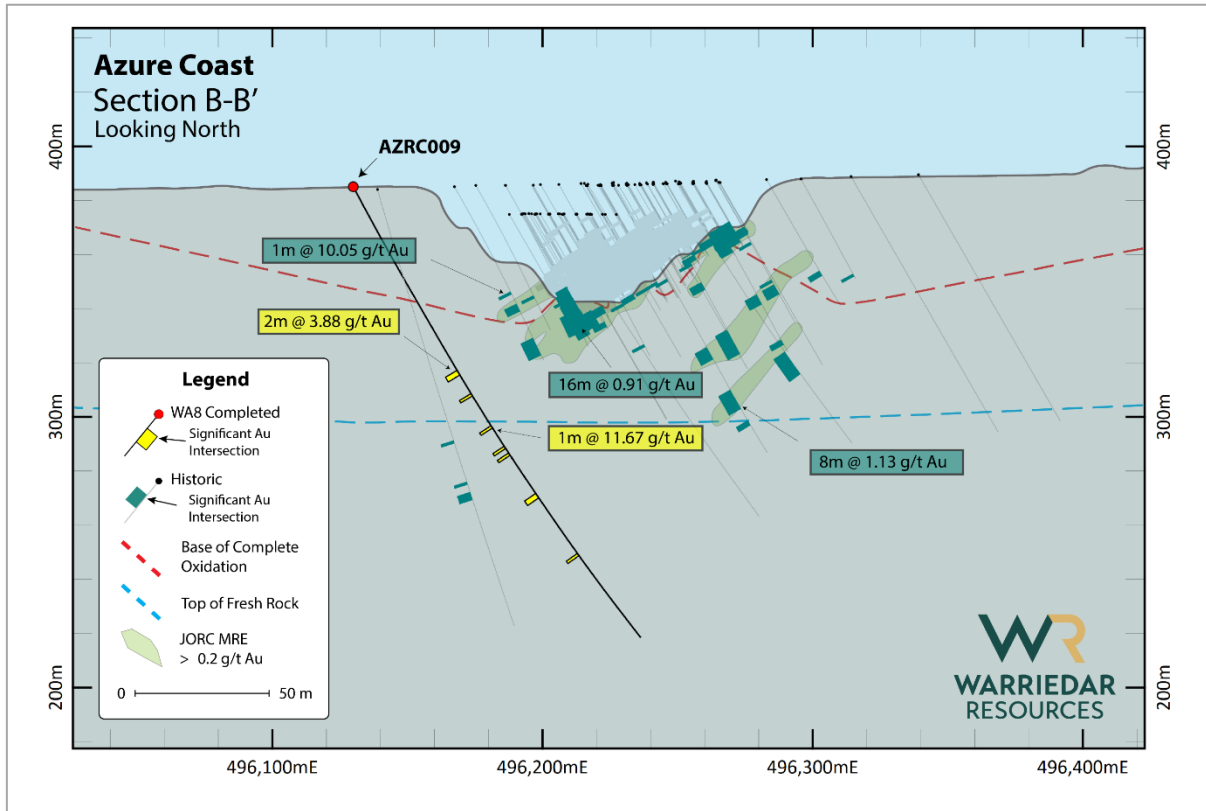 Azure Coast
Section B-B'
Looking North
AZRC009
400m
400m
1m @ 10.05 g/t Au
2m @ 3.88 g/t Au
16m @ 0.91 g/t Au
1m @ 11.67 g/t Au
8m @ 1.13 g/t Au
300m
300m
Legend
WA8 Completed
Significant Au
Intersection
Historic
Significant Au
Intersection
Base of Complete
Oxidation
Top of Fresh Rock
JORC MRE
> 0.2 g/t Au
0 50 m
200m
200m
WR
WARRIEDAR
RESOURCES
496,100mE
496,200mE
496,300mE
496,400mE